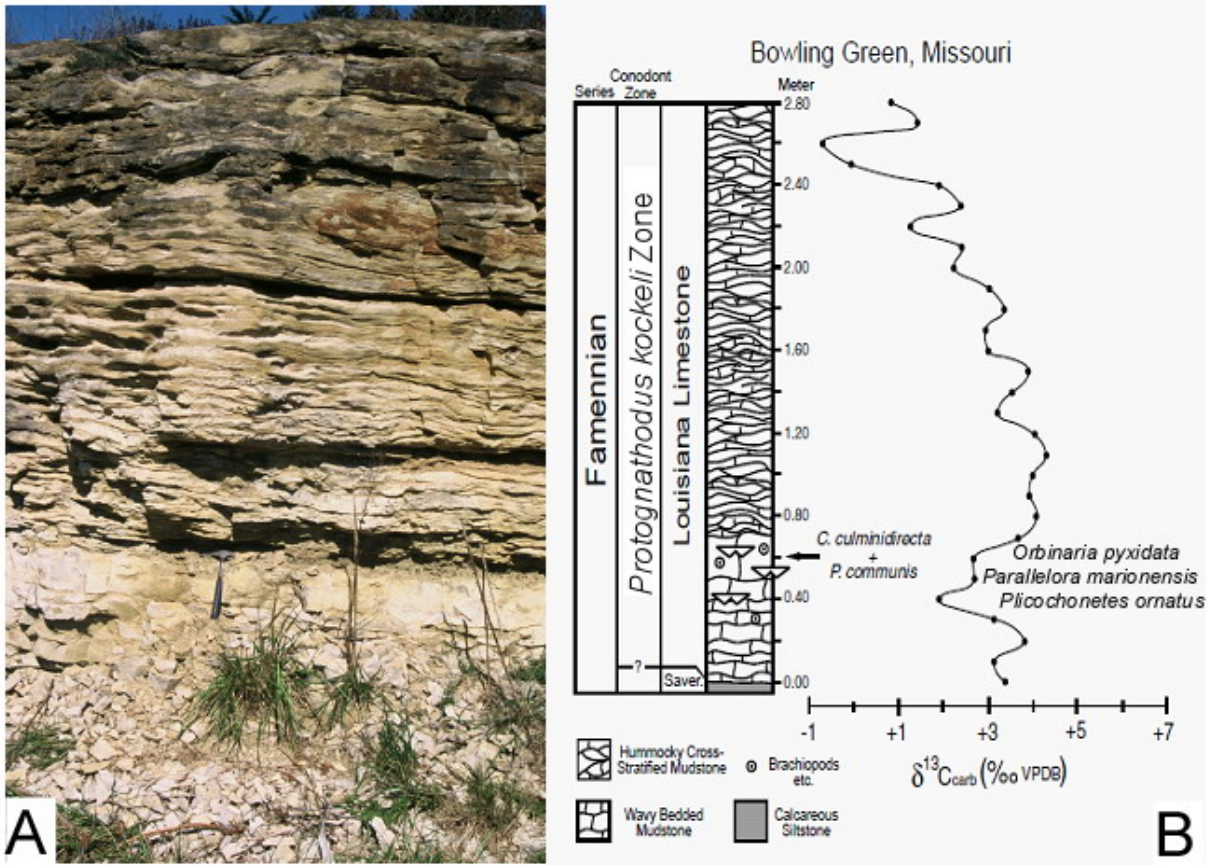 A
Bowling Green, Missouri
Series
Conodont
Zone
Meter
Famennian
Protognathodus kockeli Zone
Louisiana Limestone
?
Saver.
2.80
2.40
2.00
1.60
1.20
0.80
0.40
0.00
C. culminidirecta
+
P. communis
Orbinaria pyxidata
Parallelora marionensis
Plicochonetes ornatus
-1 +1 +3 +5 +7
δ¹³Ccarb (‰ VPDB)
Hummocky Cross-
Stratified Mudstone
Brachiopods
etc.
Wavy Bedded
Mudstone
Calcareous
Siltstone
B